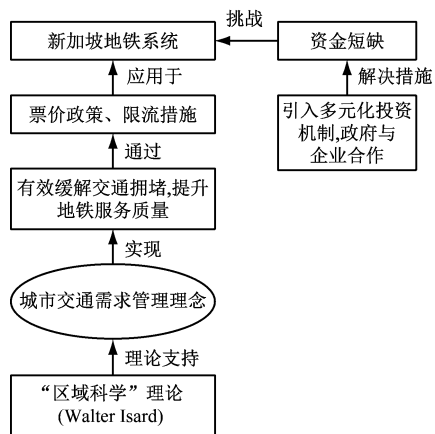 挑战
新加坡地铁系统
资金短缺
应用于
解决措施
票价政策、限流措施
引入多元化投资
机制,政府与
企业合作
通过
有效缓解交通拥堵,提升
地铁服务质量
实现
城市交通需求管理理念
理论支持
“区域科学”理论
(Walter Isard)